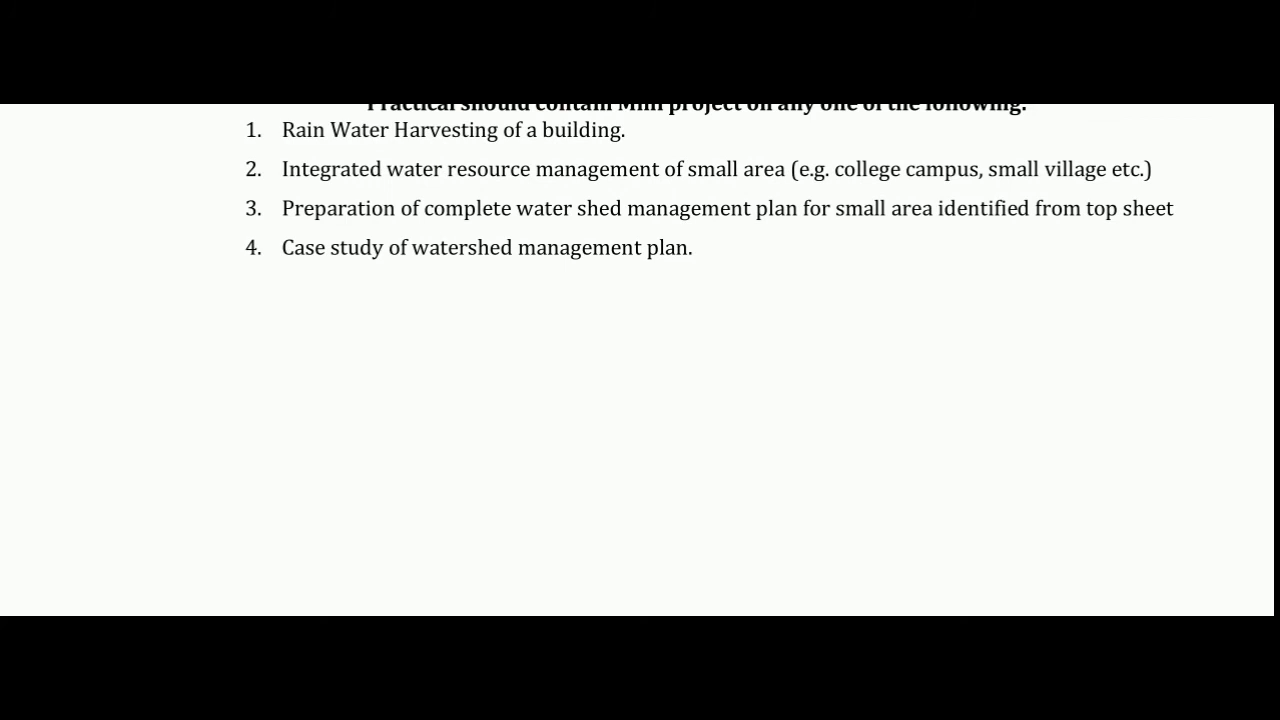 Practical should contain Mini project on any one of the following.
1. Rain Water Harvesting of a building.
2. Integrated water resource management of small area (e.g. college campus, small village etc.)
3. Preparation of complete water shed management plan for small area identified from top sheet
4. Case study of watershed management plan.